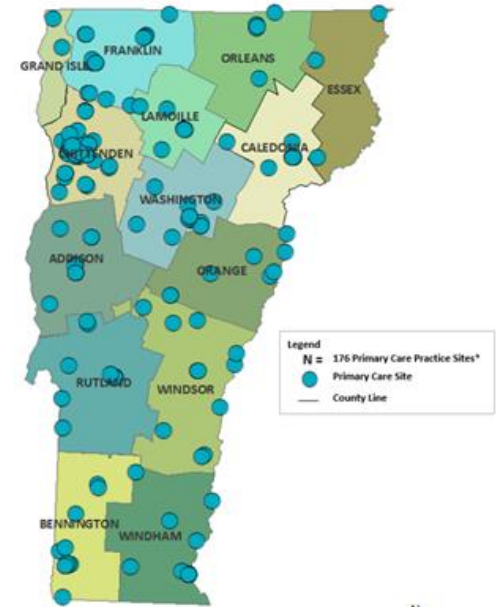 FRANKLIN
ORLEANS
GRAND ISLE
ESSEX
LAMOILLE
CALEDONIA
CHITTENDEN
WASHINGTON
ADDISON
ORANGE
Legend
N = 176 Primary Care Practice Sites*
Primary Care Site
County Line
RUTLAND
WINDSOR
BENNINGTON
WINDHAM